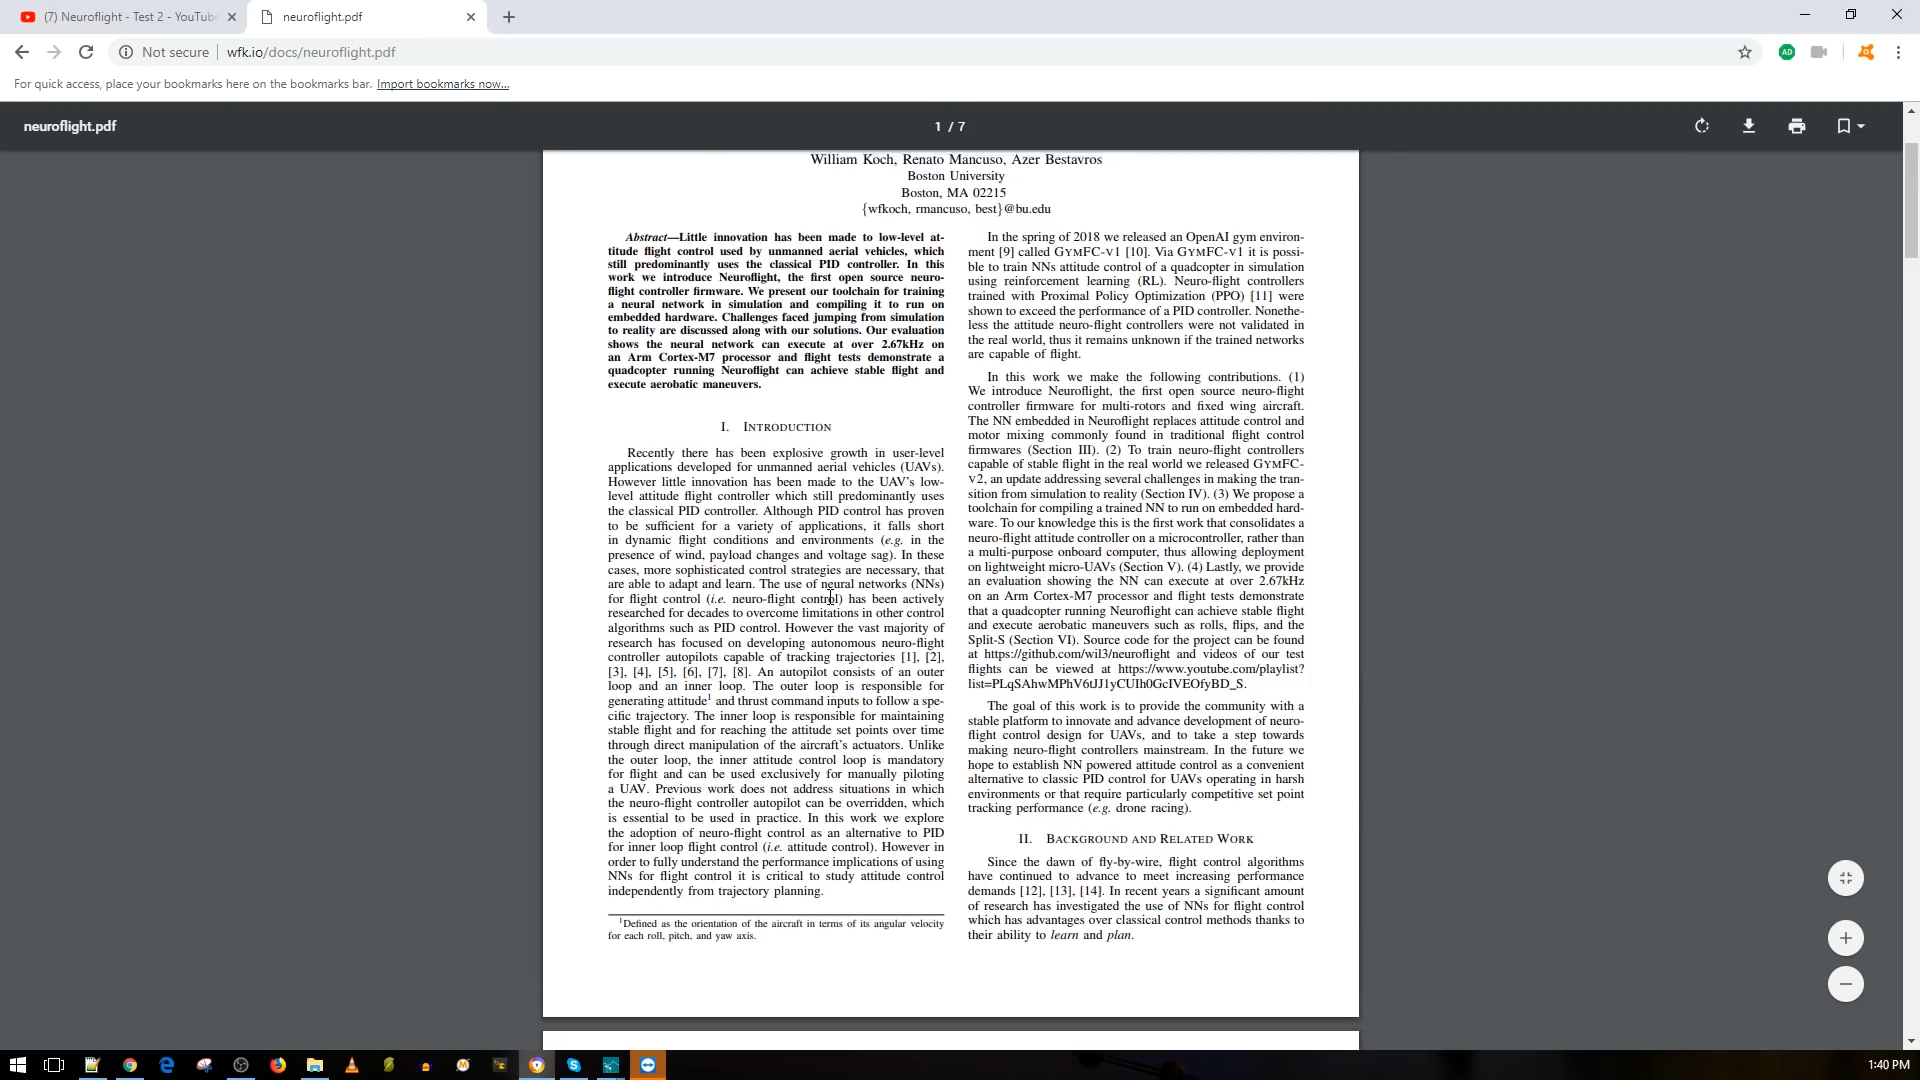 (7) Neuroflight - Test 2 - YouTube
neuroflight.pdf
Not secure
wfk.io/docs/neuroflight.pdf
AD
For quick access, place your bookmarks here on the bookmarks bar. Import bookmarks now...
neuroflight.pdf
1 / 7
William Koch, Renato Mancuso, Azer Bestavros
Boston University
Boston, MA 02215
{wfkoch, rmancuso, best}@bu.edu
Abstract—Little innovation has been made to low-level at-
titude flight control used by unmanned aerial vehicles, which
still predominantly uses the classical PID controller. In this
work we introduce Neuroflight, the first open source neuro-
flight controller firmware. We present our toolchain for training
a neural network in simulation and compiling it to run on
embedded hardware. Challenges faced jumping from simulation
to reality are discussed along with our solutions. Our evaluation
shows the neural network can execute at over 2.67kHz on
an Arm Cortex-M7 processor and flight tests demonstrate a
quadcopter running Neuroflight can achieve stable flight and
execute aerobatic maneuvers.
I. INTRODUCTION
Recently there has been explosive growth in user-level
applications developed for unmanned aerial vehicles (UAVs).
However little innovation has been made to the UAV's low-
level attitude flight controller which still predominantly uses
the classical PID controller. Although PID control has proven
to be sufficient for a variety of applications, it falls short
in dynamic flight conditions and environments (e.g. in the
presence of wind, payload changes and voltage sag). In these
cases, more sophisticated control strategies are necessary, that
are able to adapt and learn. The use of neural networks (NNs)
for flight control (i.e. neuro-flight control) has been actively
researched for decades to overcome limitations in other control
algorithms such as PID control. However the vast majority of
research has focused on developing autonomous neuro-flight
controller autopilots capable of tracking trajectories [1], [2],
[3], [4], [5], [6], [7], [8]. An autopilot consists of an outer
loop and an inner loop. The outer loop is responsible for
generating attitude1 and thrust command inputs to follow a spe-
cific trajectory. The inner loop is responsible for maintaining
stable flight and for reaching the attitude set points over time
through direct manipulation of the aircraft's actuators. Unlike
the outer loop, the inner attitude control loop is mandatory
for flight and can be used exclusively for manually piloting
a UAV. Previous work does not address situations in which
the neuro-flight controller autopilot can be overridden, which
is essential to be used in practice. In this work we explore
the adoption of neuro-flight control as an alternative to PID
for inner loop flight control (i.e. attitude control). However in
order to fully understand the performance implications of using
NNs for flight control it is critical to study attitude control
independently from trajectory planning.
1Defined as the orientation of the aircraft in terms of its angular velocity
for each roll, pitch, and yaw axis.
In the spring of 2018 we released an OpenAI gym environ-
ment [9] called GYMFC-V1 [10]. Via GYMFC-V1 it is possi-
ble to train NNs attitude control of a quadcopter in simulation
using reinforcement learning (RL). Neuro-flight controllers
trained with Proximal Policy Optimization (PPO) [11] were
shown to exceed the performance of a PID controller. Nonethe-
less the attitude neuro-flight controllers were not validated in
the real world, thus it remains unknown if the trained networks
are capable of flight.
In this work we make the following contributions. (1)
We introduce Neuroflight, the first open source neuro-flight
controller firmware for multi-rotors and fixed wing aircraft.
The NN embedded in Neuroflight replaces attitude control and
motor mixing commonly found in traditional flight control
firmwares (Section III). (2) To train neuro-flight controllers
capable of stable flight in the real world we released GYMFC-
V2, an update addressing several challenges in making the tran-
sition from simulation to reality (Section IV). (3) We propose a
toolchain for compiling a trained NN to run on embedded hard-
ware. To our knowledge this is the first work that consolidates a
neuro-flight attitude controller on a microcontroller, rather than
a multi-purpose onboard computer, thus allowing deployment
on lightweight micro-UAVs (Section V). (4) Lastly, we provide
an evaluation showing the NN can execute at over 2.67kHz
on an Arm Cortex-M7 processor and flight tests demonstrate
that a quadcopter running Neuroflight can achieve stable flight
and execute aerobatic maneuvers such as rolls, flips, and the
Split-S (Section VI). Source code for the project can be found
at https://github.com/wil3/neuroflight and videos of our test
flights can be viewed at https://www.youtube.com/playlist?
list=PLqSAhwMPhV6tJJ1yCUIh0GcIVEOfyBD_S.
The goal of this work is to provide the community with a
stable platform to innovate and advance development of neuro-
flight control design for UAVs, and to take a step towards
making neuro-flight controllers mainstream. In the future we
hope to establish NN powered attitude control as a convenient
alternative to classic PID control for UAVs operating in harsh
environments or that require particularly competitive set point
tracking performance (e.g. drone racing).
II. BACKGROUND AND RELATED WORK
Since the dawn of fly-by-wire, flight control algorithms
have continued to advance to meet increasing performance
demands [12], [13], [14]. In recent years a significant amount
of research has investigated the use of NNs for flight control
which has advantages over classical control methods thanks to
their ability to learn and plan.
1:40 PM